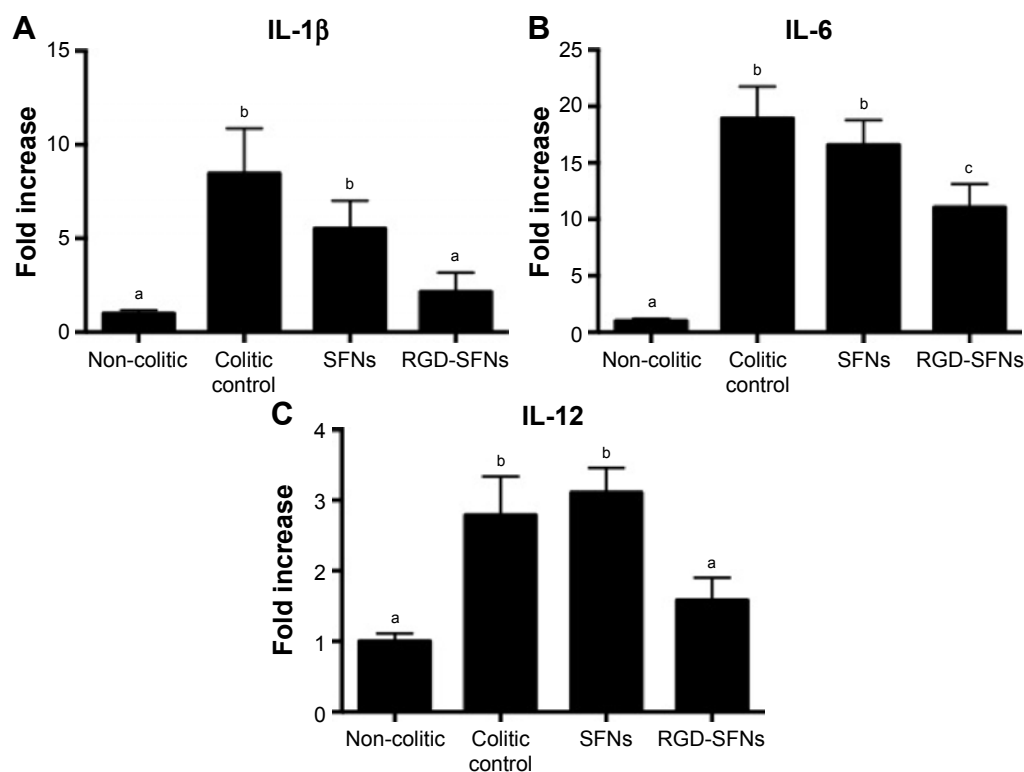 A
IL-1β
Fold increase
15
10
5
0
a
b
b
a
Non-colitic
Colitic
control
SFNs
RGD-SFNs
B
IL-6
Fold increase
25
20
15
10
5
0
a
b
b
c
Non-colitic
Colitic
control
SFNs
RGD-SFNs
C
IL-12
Fold increase
4
3
2
1
0
a
b
b
a
Non-colitic
Colitic
control
SFNs
RGD-SFNs